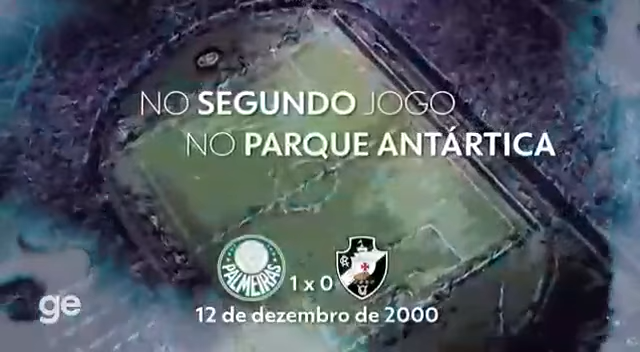 NO SEGUNDO JOGO
NO PARQUE ANTÁRTICA
PALMEIRAS
1 x 0
12 de dezembro de 2000
ge